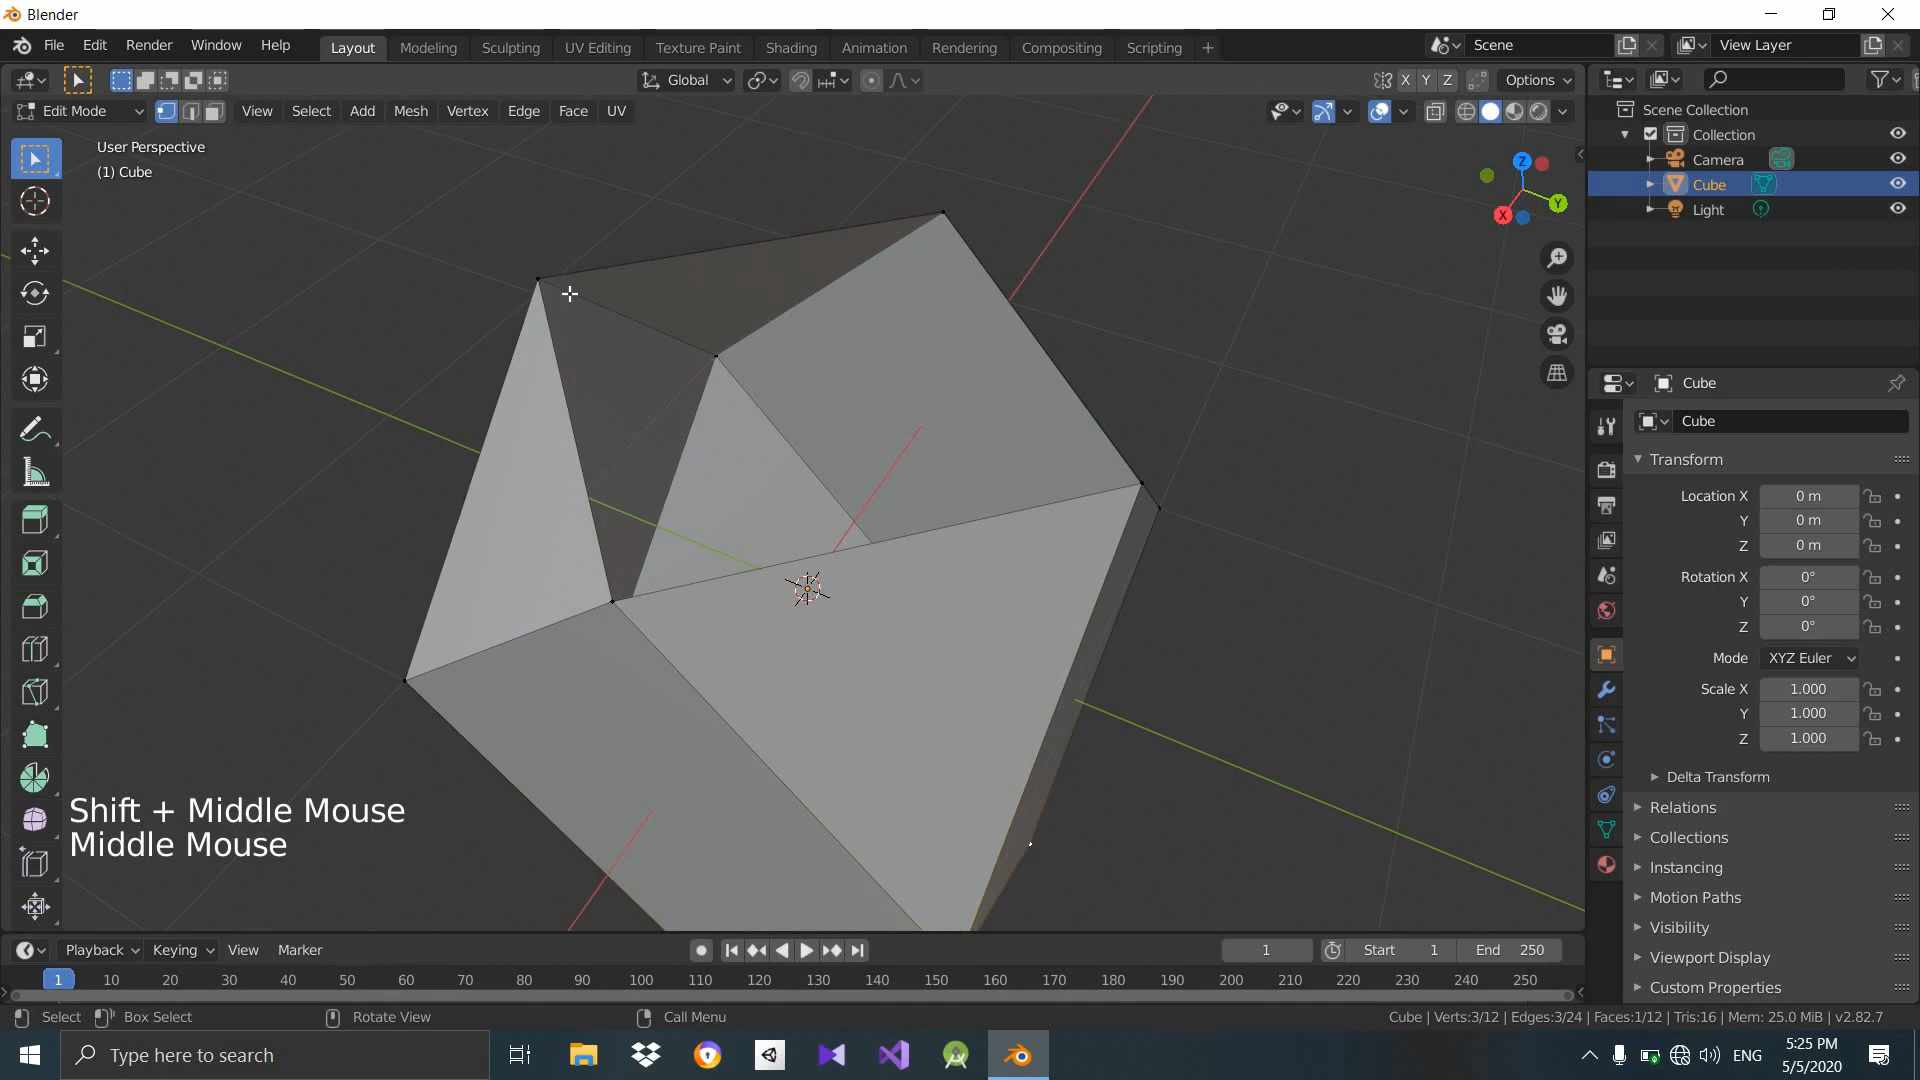 Blender
File Edit Render Window Help Layout Modeling Sculpting UV Editing Texture Paint Shading Animation Rendering Compositing Scripting + Scene View Layer
Global X Y Z Options
Edit Mode View Select Add Mesh Vertex Edge Face UV
User Perspective
(1) Cube
Z
Y
X
Scene Collection
Collection
Camera
Cube
Light
Cube
Cube
Transform
Location X 0 m
Y 0 m
Z 0 m
Rotation X 0°
Y 0°
Z 0°
Mode XYZ Euler
Scale X 1.000
Y 1.000
Z 1.000
Delta Transform
Relations
Collections
Instancing
Motion Paths
Visibility
Viewport Display
Custom Properties
Shift + Middle Mouse
Middle Mouse
Playback Keying View Marker 1 Start 1 End 250
1 10 20 30 40 50 60 70 80 90 100 110 120 130 140 150 160 170 180 190 200 210 220 230 240 250
Select Box Select Rotate View Call Menu Cube | Verts:3/12 | Edges:3/24 | Faces:1/12 | Tris:16 | Mem: 25.0 MiB | v2.82.7
Type here to search
ENG
5:25 PM
5/5/2020